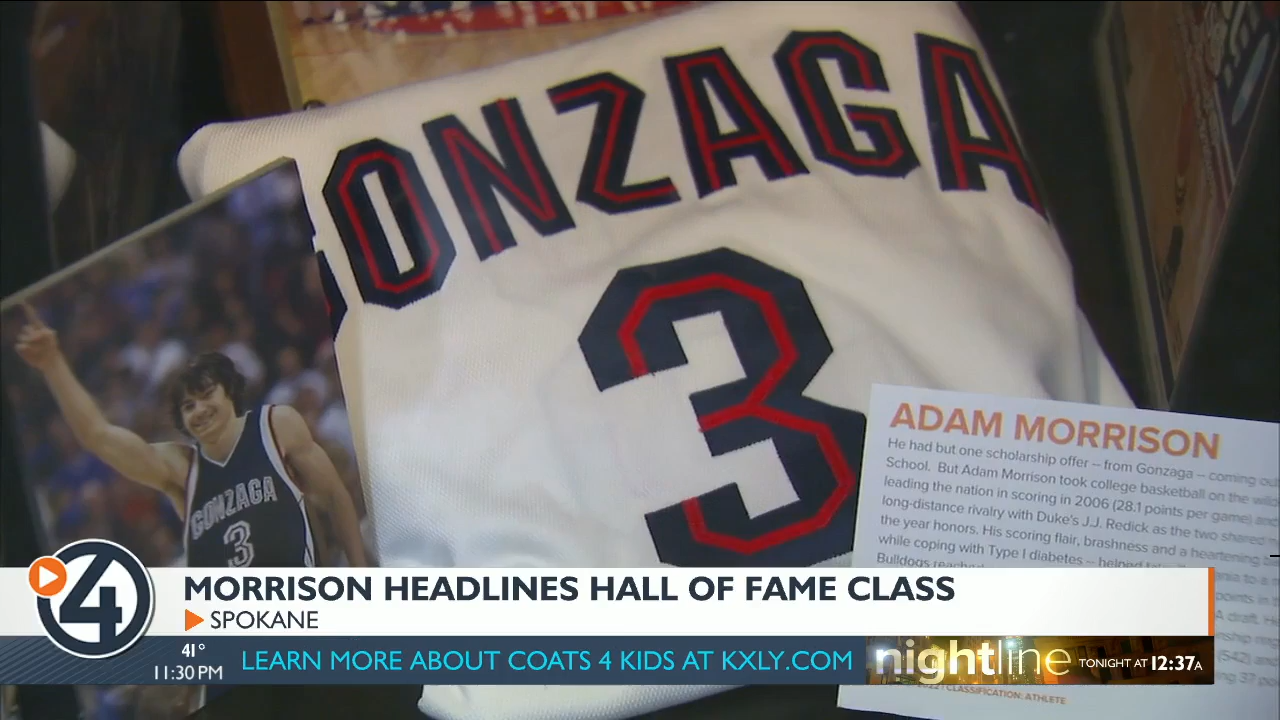 GONZAGA
3
GONZAGA
3
ADAM MORRISON
He had but one scholarship offer – from Gonzaga – coming out
School. But Adam Morrison took college basketball on the
leading the nation in scoring in 2006 (28.1 points per game) and
long-distance rivalry with Duke's J.J. Redick as the two shared
the year honors. His scoring flair, brashness and a heartening
while coping with Type I diabetes – helped
Bulldogs reached
CLASSIFICATION: ATHLETE
4
MORRISON HEADLINES HALL OF FAME CLASS
SPOKANE
41°
11:30 PM
LEARN MORE ABOUT COATS 4 KIDS AT KXLY.COM
nightline TONIGHT AT 12:37A